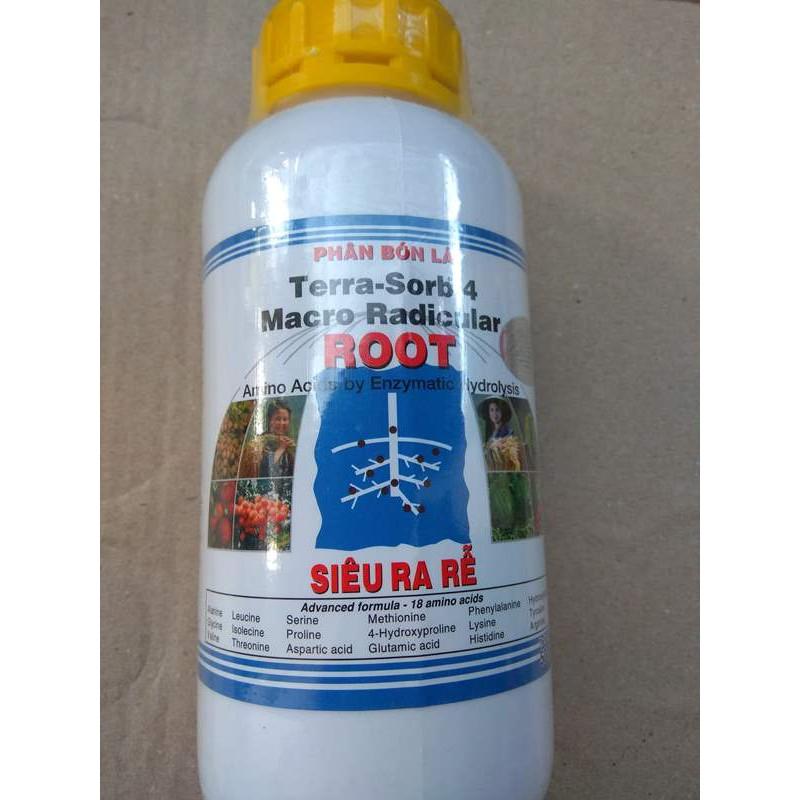 PHÂN BÓN LÁ
Terra-Sorb 4
Macro Radicular
ROOT
Amino Acids by Enzymatic Hydrolysis
SIÊU RA RỄ
Advanced formula - 18 amino acids
Alanine Leucine Serine Methionine Phenylalanine
Glycine Isolecine Proline 4-Hydroxyproline Lysine
Valine Threonine Aspartic acid Glutamic acid Histidine